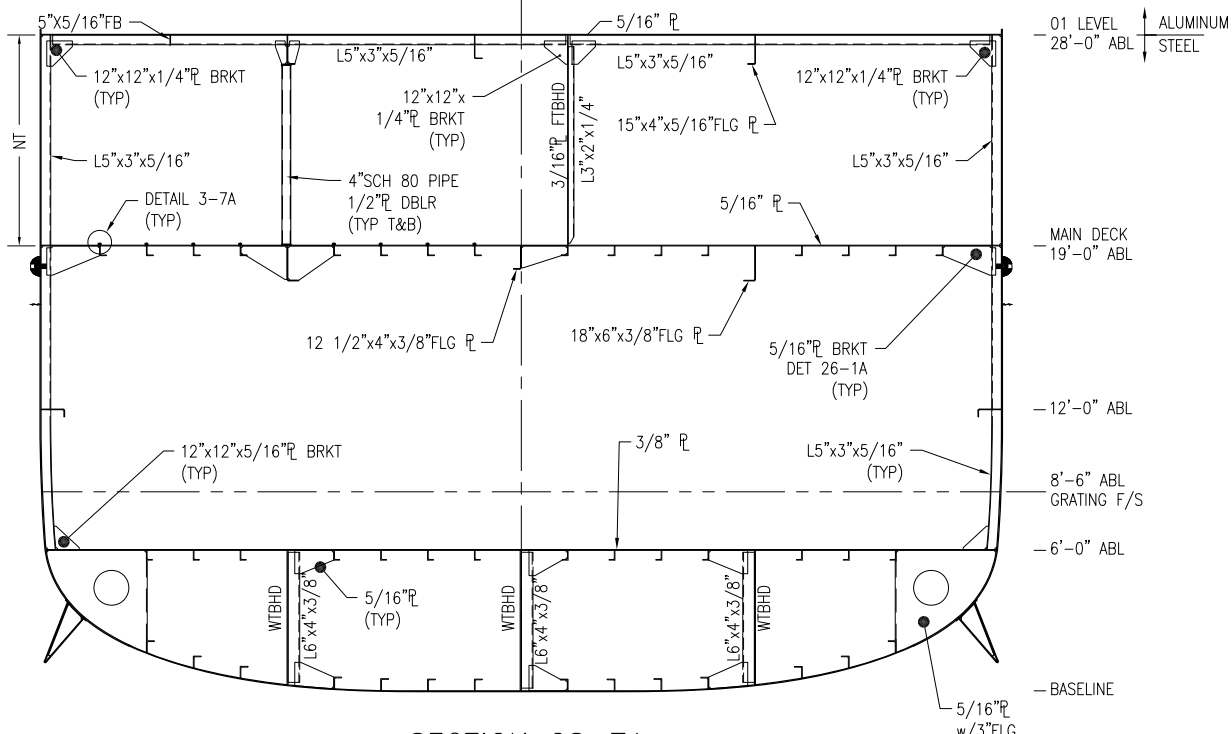 5"X5/16"FB
5/16" ℙL
01 LEVEL
28'-0" ABL
ALUMINUM
STEEL
L5"x3"x5/16"
L5"x3"x5/16"
12"x12"x1/4"ℙL BRKT
(TYP)
12"x12"x
1/4"ℙL BRKT
(TYP)
3/16"ℙL FTBHD
L3"x2"x1/4"
15"x4"x5/16"FLG ℙL
12"x12"x1/4"ℙL BRKT
(TYP)
NT
L5"x3"x5/16"
4"SCH 80 PIPE
1/2"ℙL DBLR
(TYP T&B)
L5"x3"x5/16"
DETAIL 3-7A
(TYP)
5/16" ℙL
MAIN DECK
19'-0" ABL
12 1/2"x4"x3/8"FLG ℙL
18"x6"x3/8"FLG ℙL
5/16"ℙL BRKT
DET 26-1A
(TYP)
12'-0" ABL
12"x12"x5/16"ℙL BRKT
(TYP)
3/8" ℙL
L5"x3"x5/16"
(TYP)
8'-6" ABL
GRATING F/S
6'-0" ABL
WTBHD
L6"x4"x3/8"
5/16"ℙL
(TYP)
WTBHD
L6"x4"x3/8"
L6"x4"x3/8"
WTBHD
BASELINE
5/16"ℙL
w/3"FLG